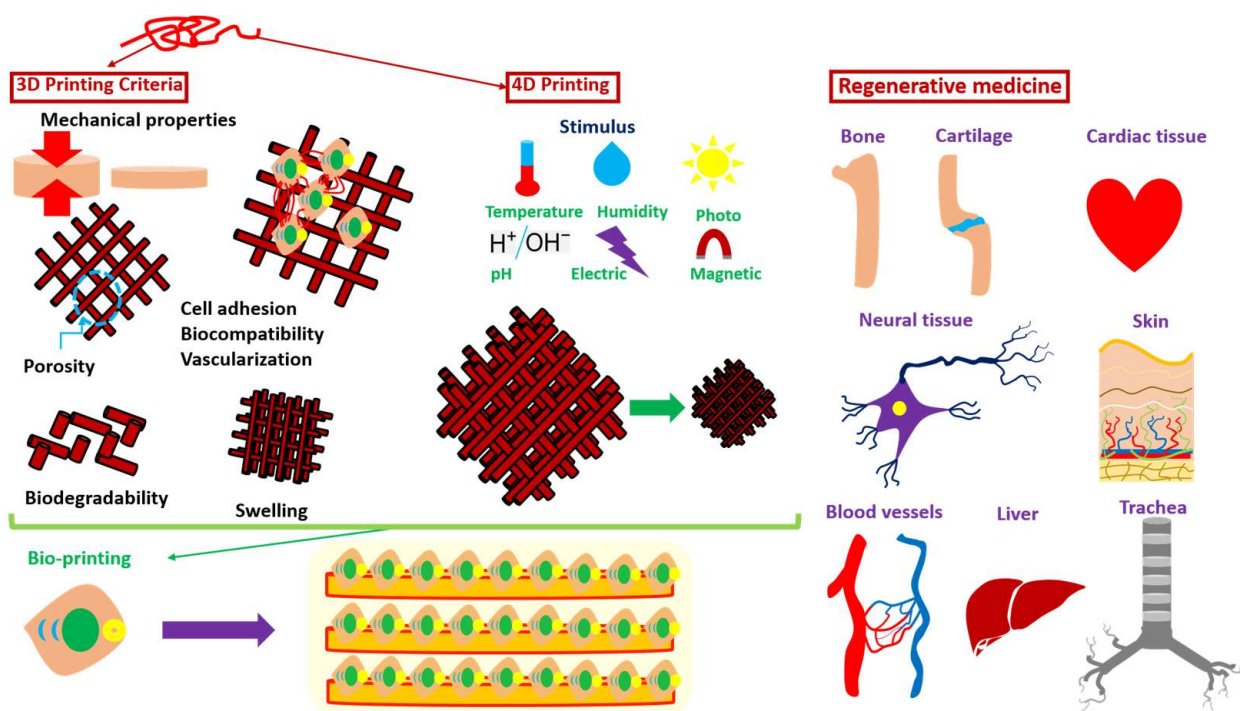 3D Printing Criteria
Mechanical properties
Porosity
Cell adhesion
Biocompatibility
Vascularization
Biodegradability
Swelling
4D Printing
Stimulus
Temperature
Humidity
Photo
H⁺/OH⁻
pH
Electric
Magnetic
Bio-printing
Regenerative medicine
Bone
Cartilage
Cardiac tissue
Neural tissue
Skin
Blood vessels
Liver
Trachea